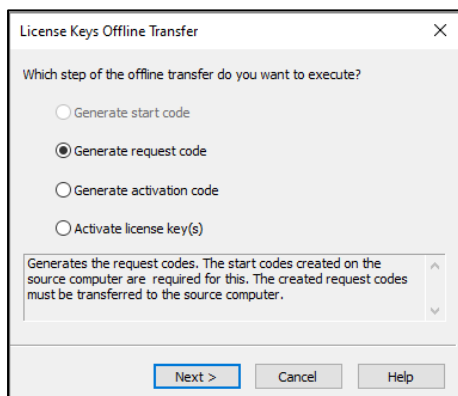 License Keys Offline Transfer
Which step of the offline transfer do you want to execute?
Generate start code
Generate request code
Generate activation code
Activate license key(s)
Generates the request codes. The start codes created on the
source computer are required for this. The created request codes
must be transferred to the source computer.
Next > Cancel Help